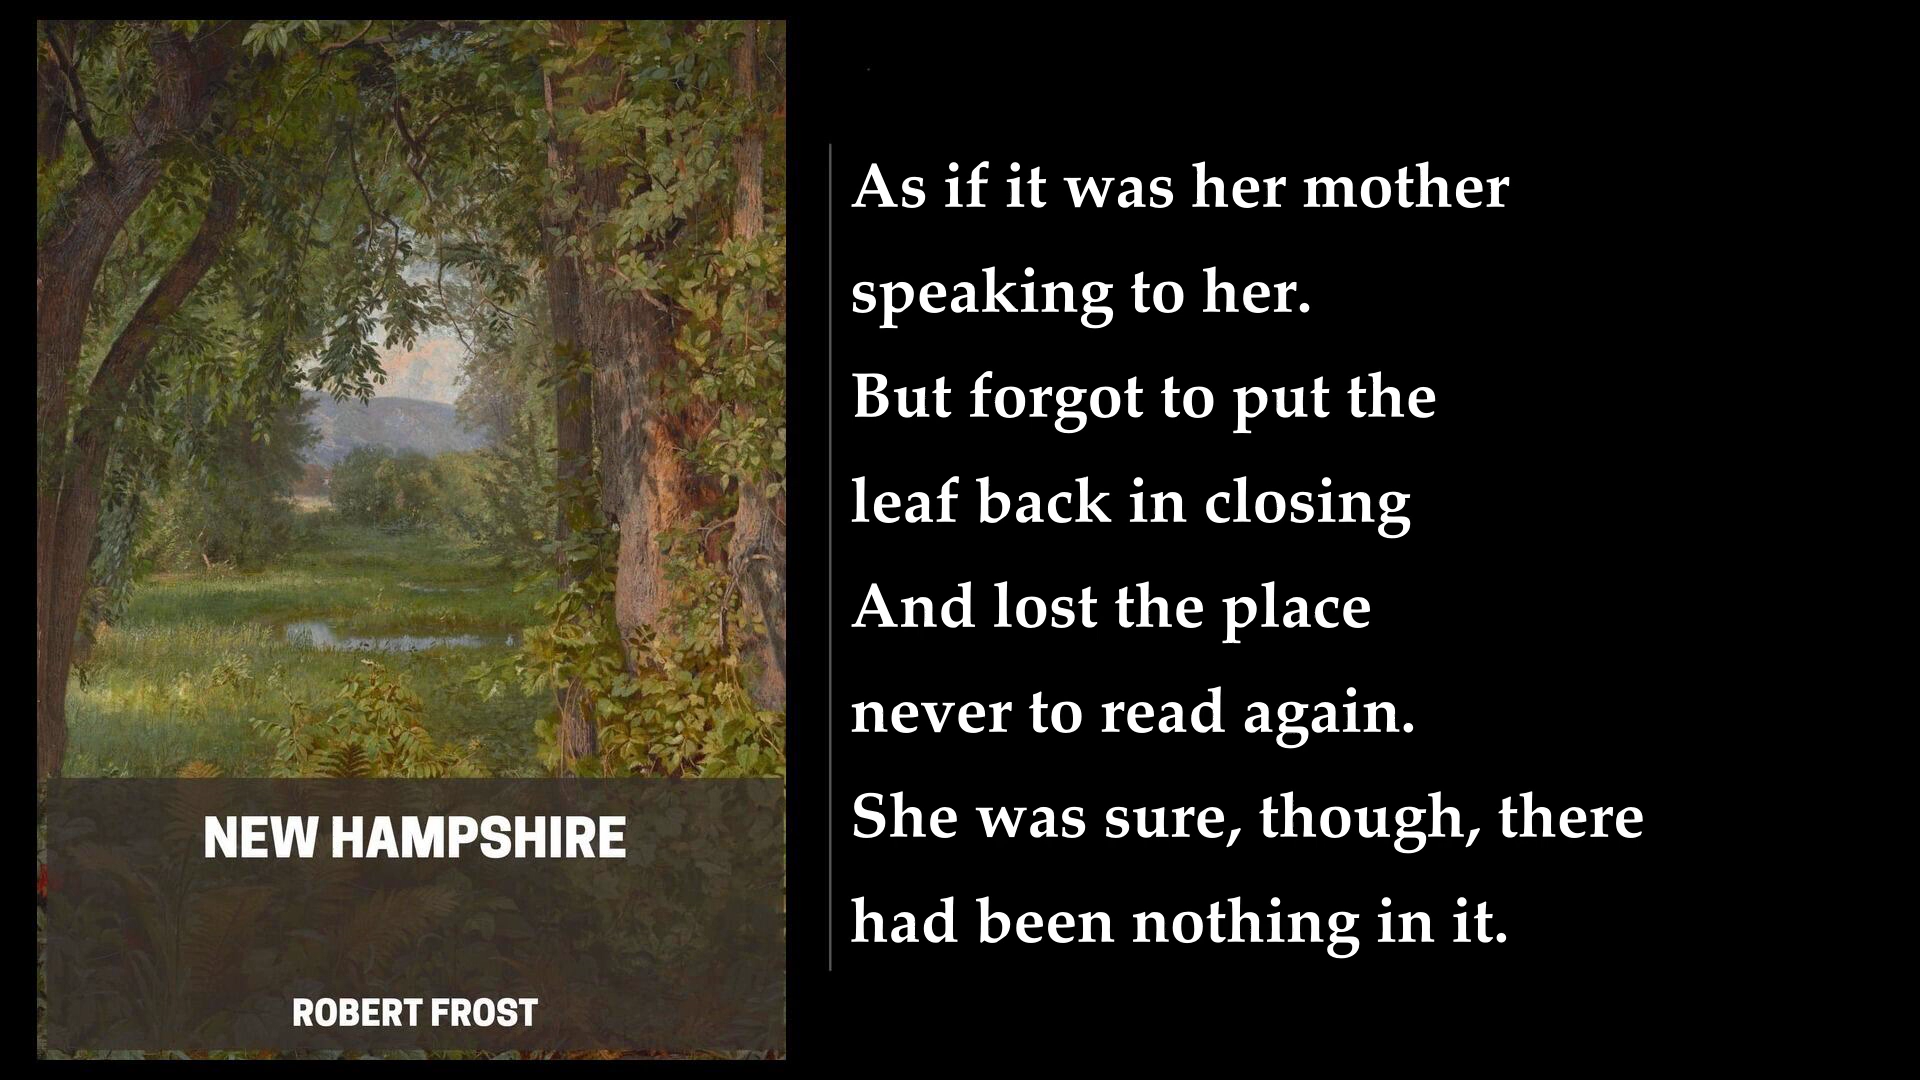 NEW HAMPSHIRE
ROBERT FROST
As if it was her mother
speaking to her.
But forgot to put the
leaf back in closing
And lost the place
never to read again.
She was sure, though, there
had been nothing in it.